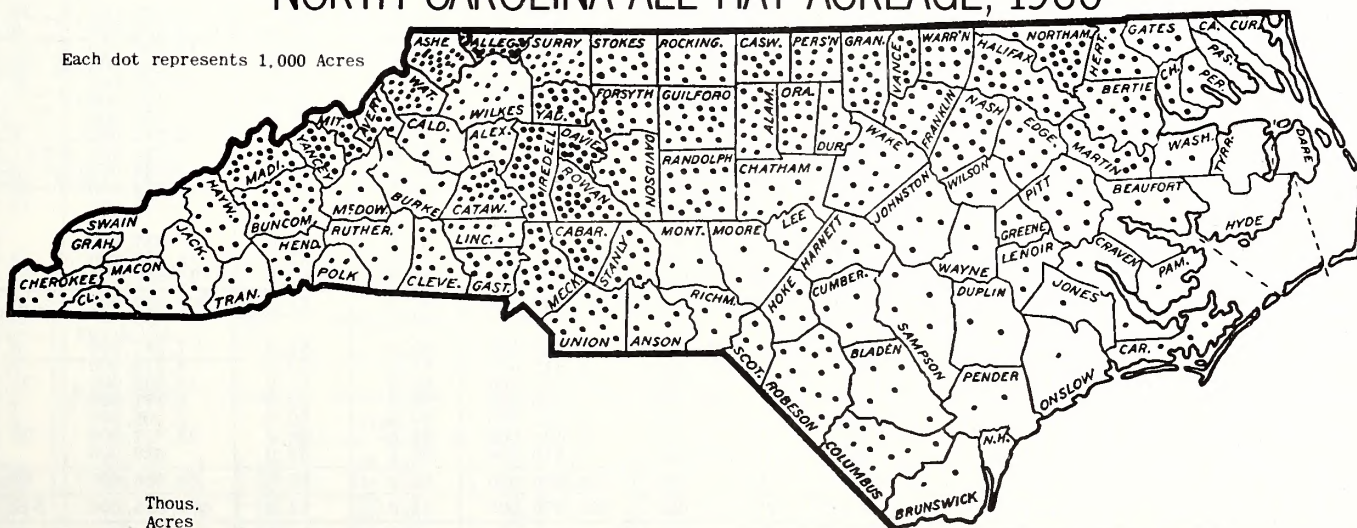 NORTH CAROLINA ALL HAY ACREAGE,
Each dot represents 1,000 Acres
ASHE ALLEG. SURRY STOKES ROCKING. CASW. PERS'N GRAN. VANCE WARR'N HALIFAX NORTHAM. HERT. GATES CA. CUR.
PAS.
PER.
CH.
WAT. WILKES YAD. FORSYTH GUILFORD ALAM. ORA. DUR. FRANKLIN NASH EDGE. BERTIE
MIT. AVERY CALD. ALEX. IREDELL DAVIE DAVIDSON RANDOLPH CHATHAM WAKE WILSON MARTIN WASH. TYRR. DARE
MADI. YANCEY BURKE CATAW. ROWAN JOHNSTON PITT BEAUFORT HYDE
SWAIN HAYW. BUNCOM. McDOW. RUTHER. LINC. CABAR. STANLY MONT. MOORE LEE HARNETT GREENE LENOIR CRAVEN PAM.
GRAH. JACK. HEND. POLK CLEVE. GAST. MECK. WAYNE
CHEROKEE MACON CL. TRAN. UNION ANSON RICHM. HOKE CUMBER. SAMPSON DUPLIN JONES CAR.
SCOT. ROBESON BLADEN PENDER ONSLOW
COLUMBUS BRUNSWICK N.H.
Thous.
Acres